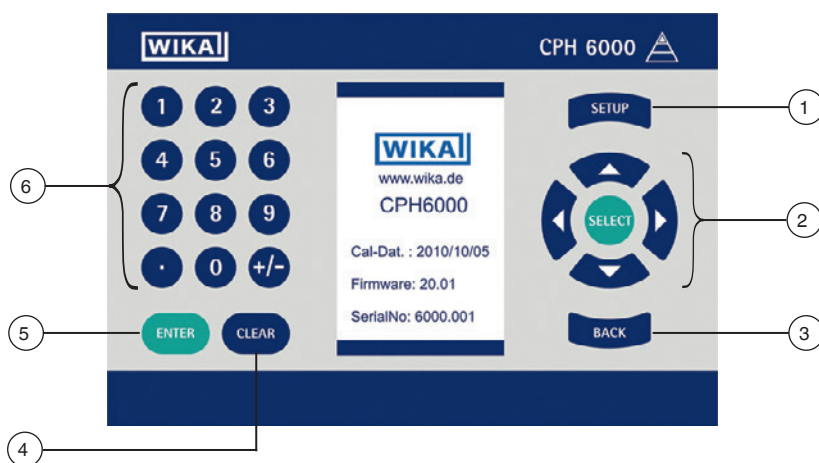 WIKA
CPH 6000
1 2 3
4 5 6
7 8 9
. 0 +/-
ENTER CLEAR
WIKA
www.wika.de
CPH6000
Cal-Dat. : 2010/10/05
Firmware: 20.01
SerialNo: 6000.001
SETUP
SELECT
BACK
1
2
3
4
5
6